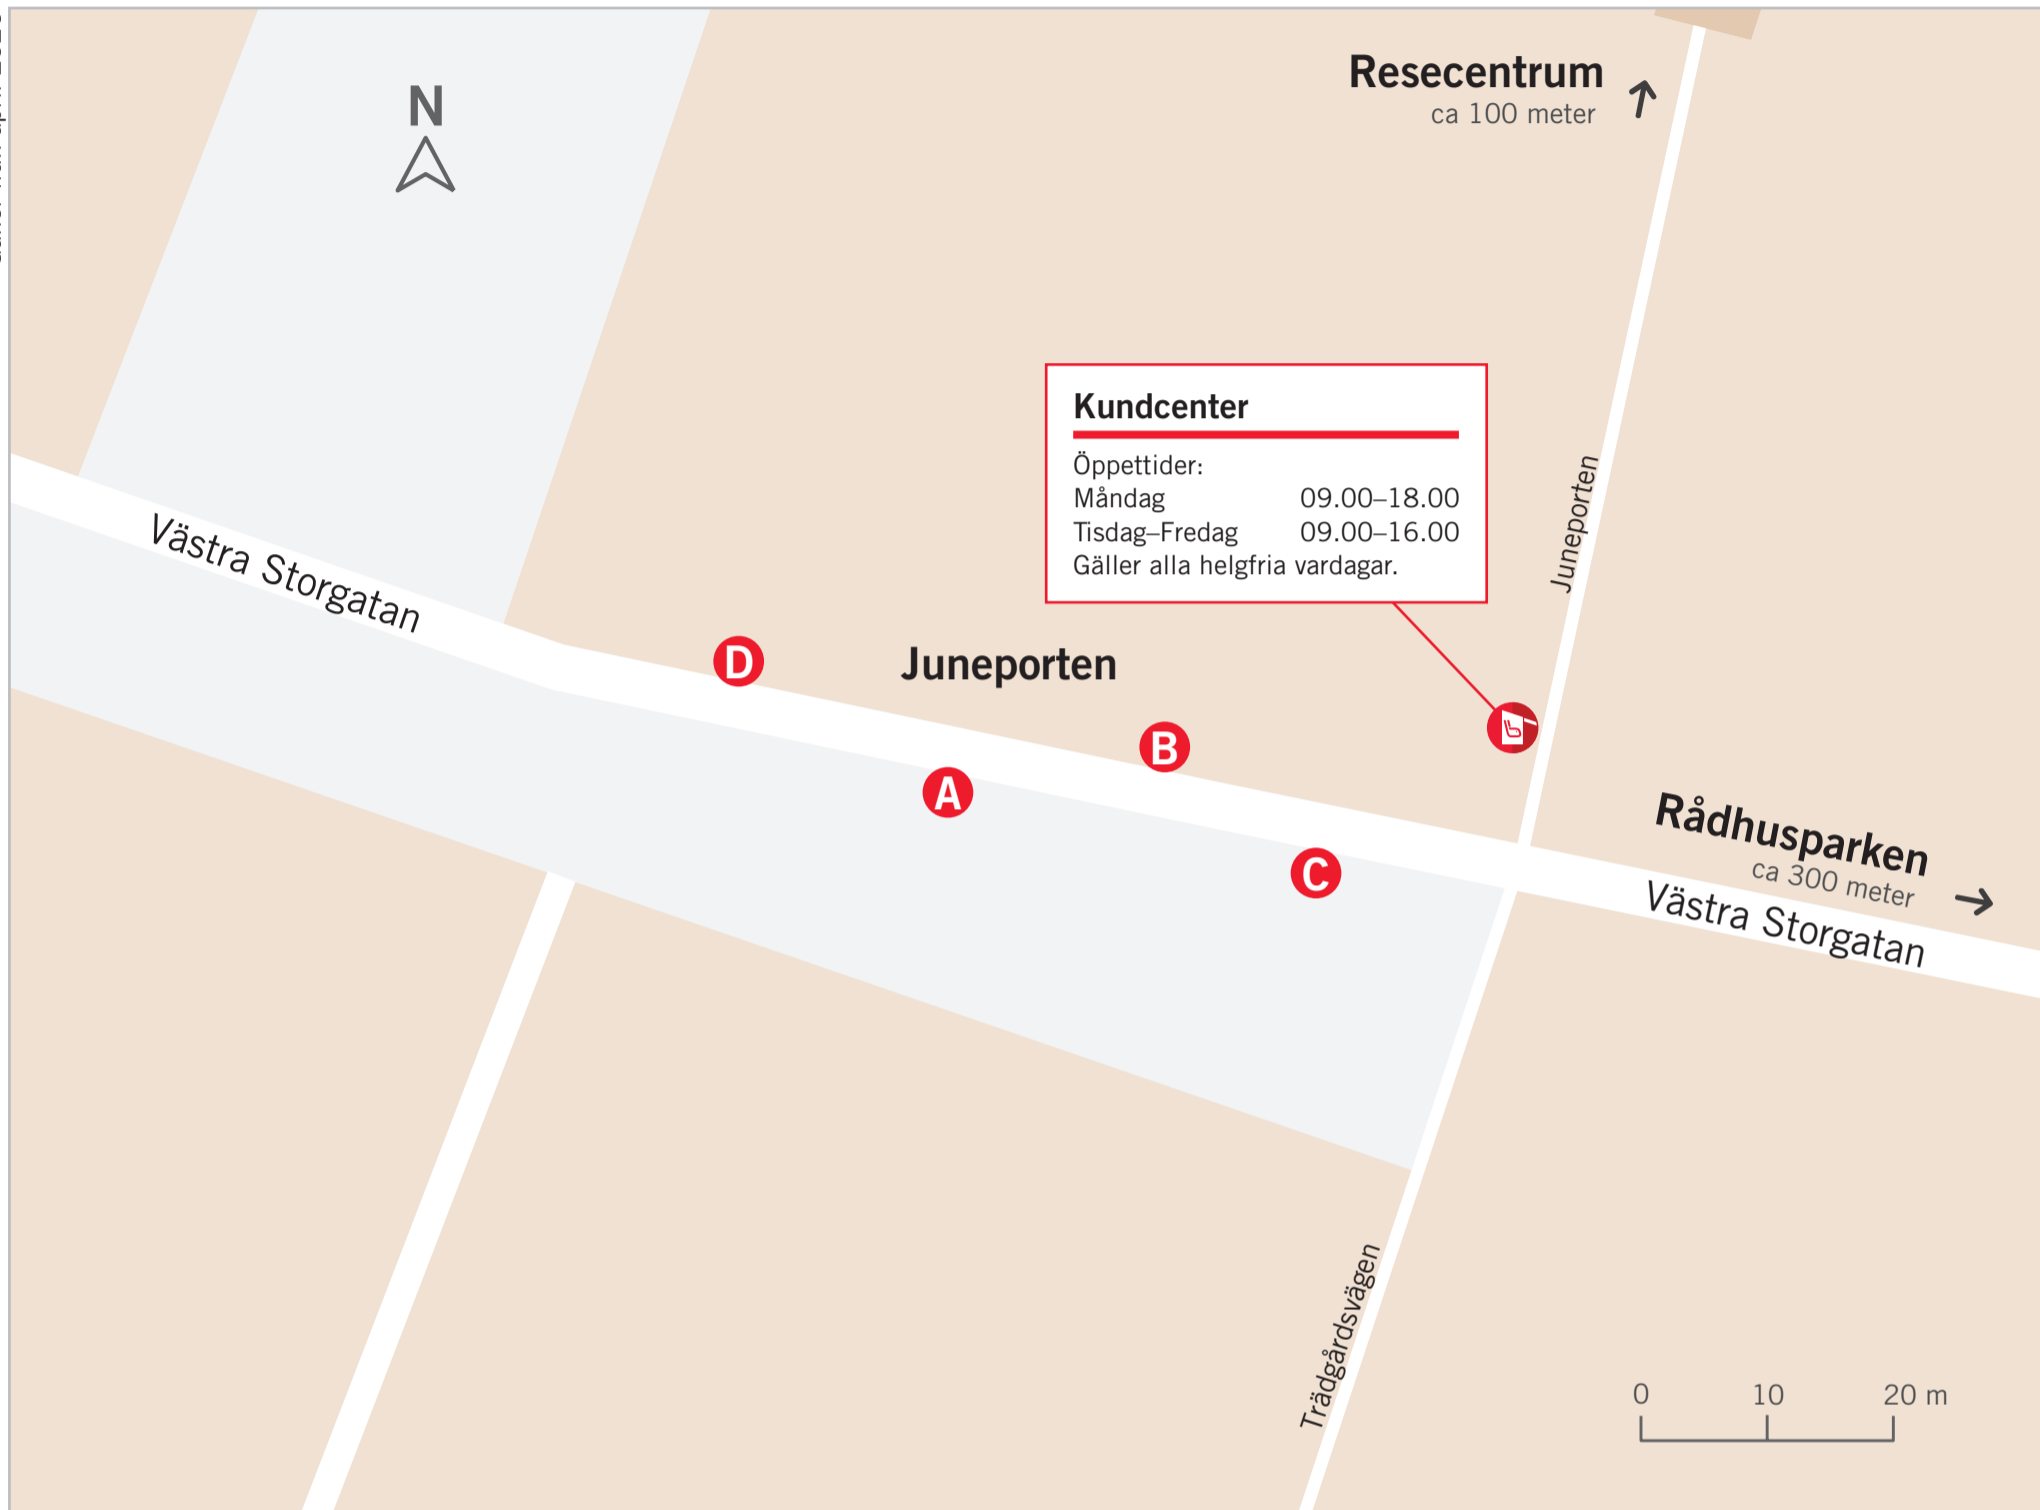 N
Resecentrum
ca 100 meter
Kundcenter
Öppettider:
Måndag 09.00–18.00
Tisdag–Fredag 09.00–16.00
Gäller alla helgfria vardagar.
Juneporten
Västra Storgatan
D
Juneporten
B
A
C
Rådhusparken
ca 300 meter
Västra Storgatan
Trädgårdsvägen
0 10 20 m